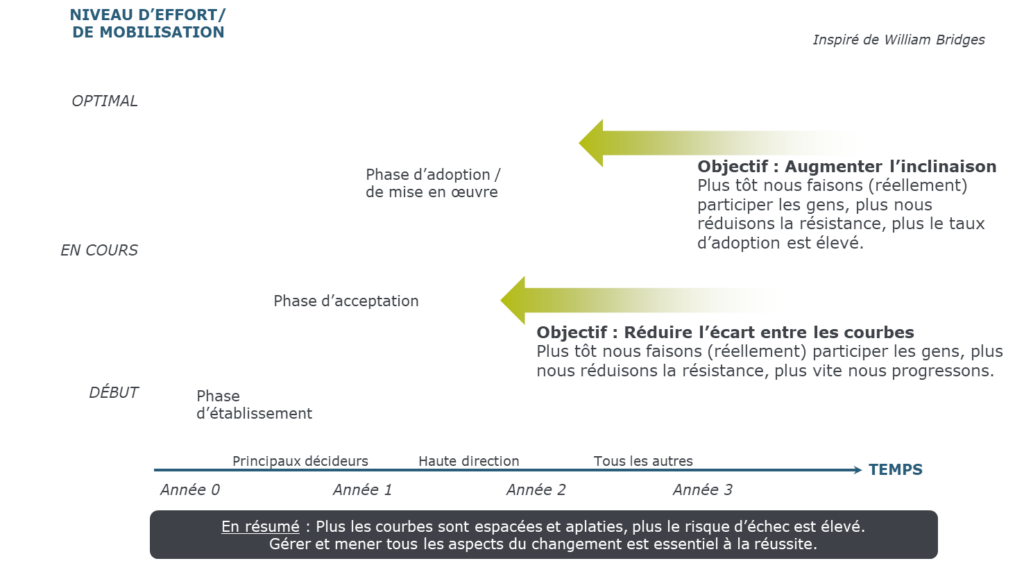 NIVEAU D’EFFORT/
DE MOBILISATION
Inspiré de William Bridges
OPTIMAL
Phase d’adoption /
de mise en œuvre
Objectif : Augmenter l’inclinaison
Plus tôt nous faisons (réellement)
participer les gens, plus nous
réduisons la résistance, plus le taux
d’adoption est élevé.
EN COURS
Phase d’acceptation
Objectif : Réduire l’écart entre les courbes
Plus tôt nous faisons (réellement) participer les gens, plus
nous réduisons la résistance, plus vite nous progressons.
DÉBUT
Phase
d’établissement
Principaux décideurs
Haute direction
Tous les autres
TEMPS
Année 0
Année 1
Année 2
Année 3
En résumé : Plus les courbes sont espacées et aplaties, plus le risque d’échec est élevé.
Gérer et mener tous les aspects du changement est essentiel à la réussite.